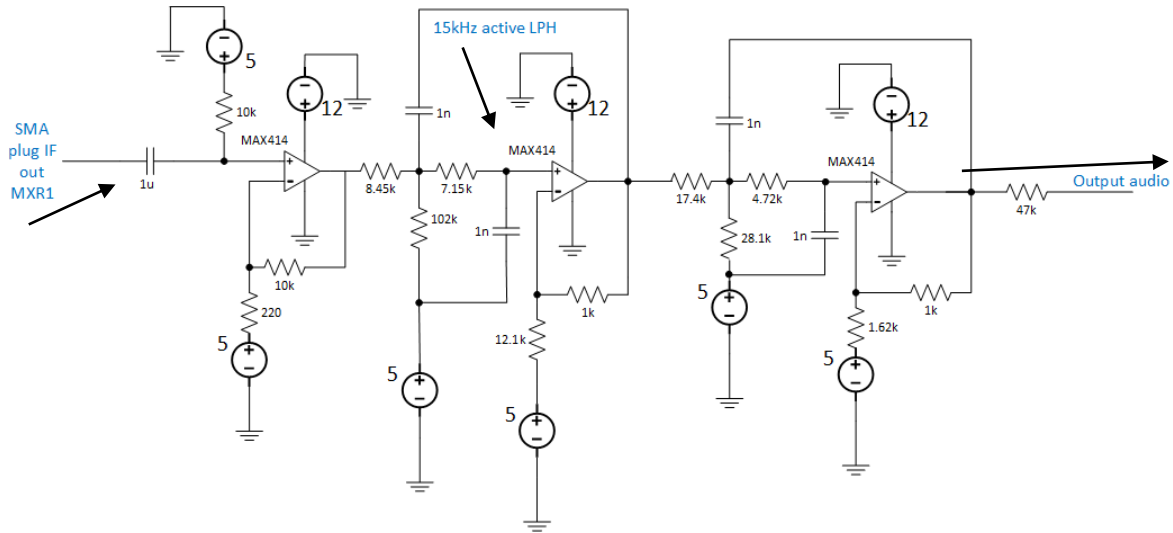 15kHz active LPH
5
12
12
12
10k
1n
1n
SMA
plug IF
out
MXR1
MAX414
MAX414
MAX414
1u
8.45k
7.15k
17.4k
4.72k
Output audio
47k
102k
1n
28.1k
1n
10k
220
1k
5
1k
12.1k
1.62k
5
5
5
5